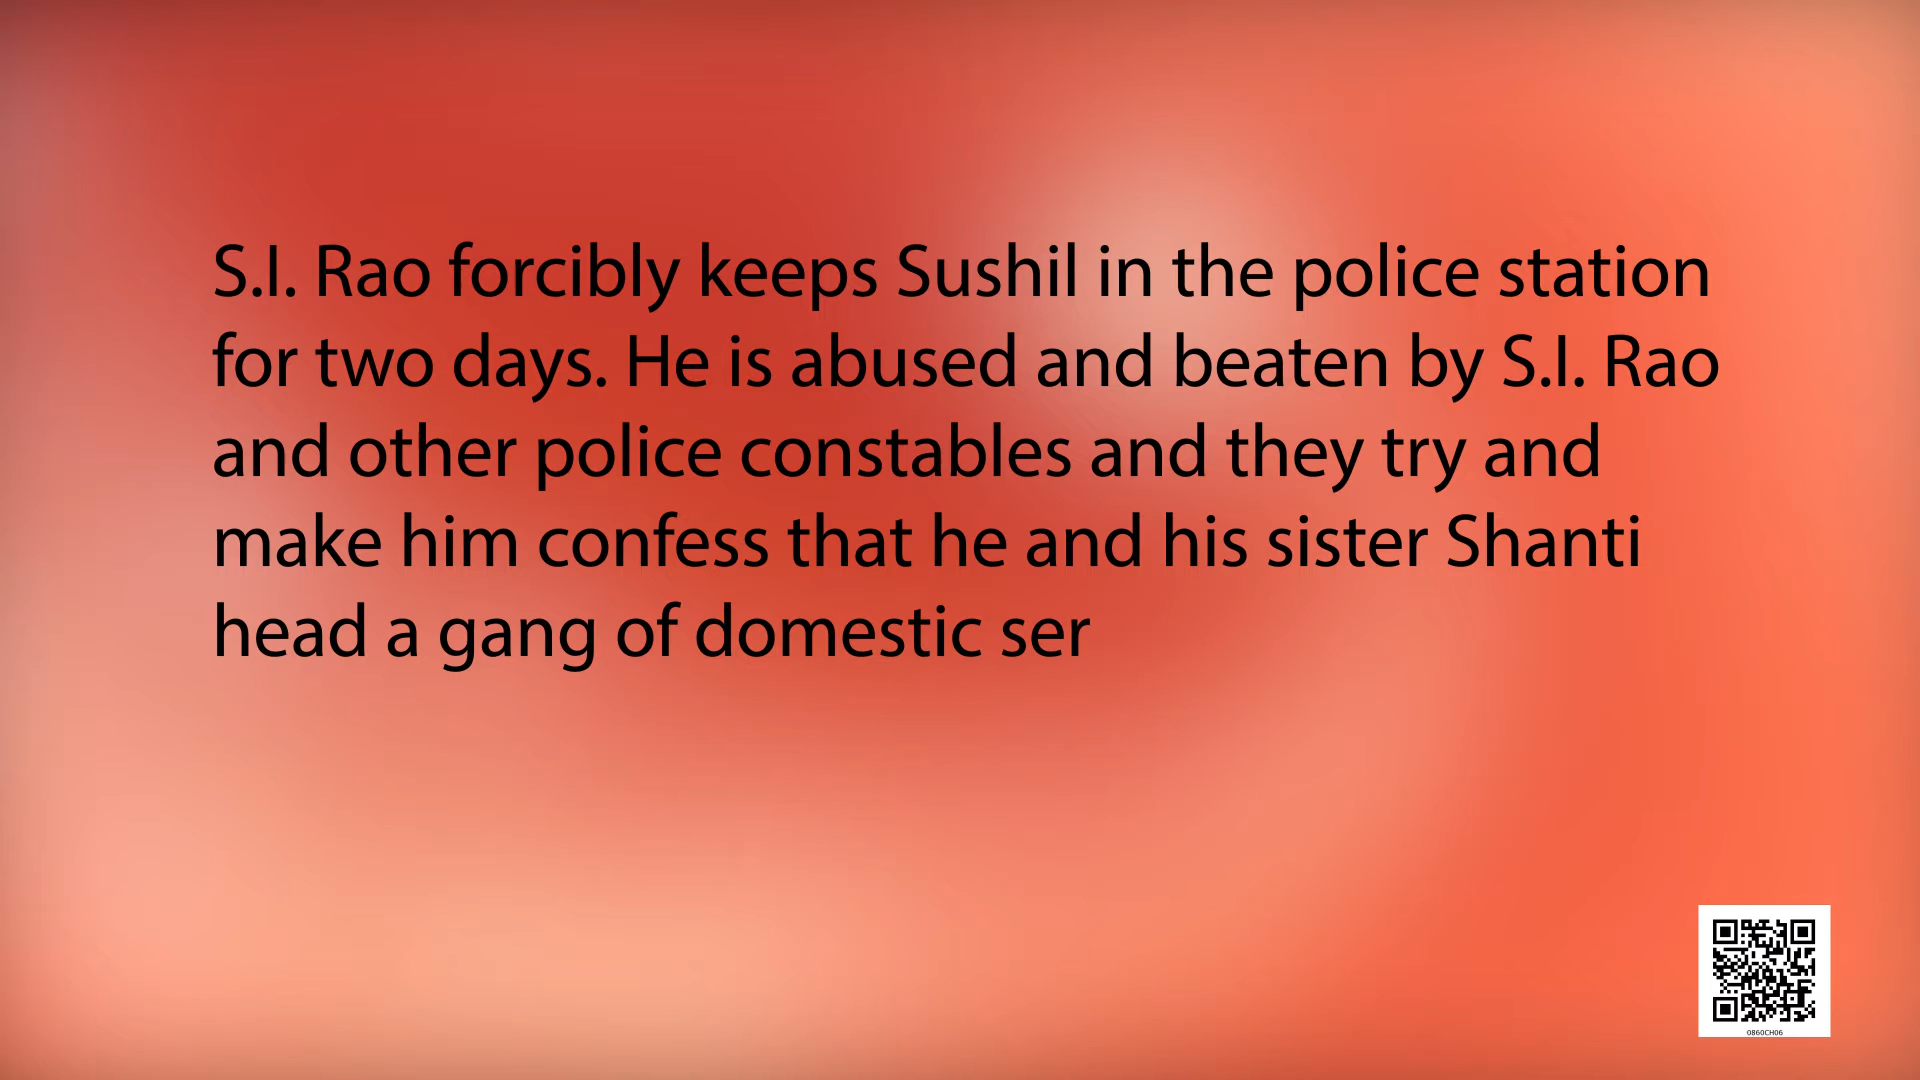 S.I. Rao forcibly keeps Sushil in the police station
for two days. He is abused and beaten by S.I. Rao
and other police constables and they try and
make him confess that he and his sister Shanti
head a gang of domestic ser
0860CH06